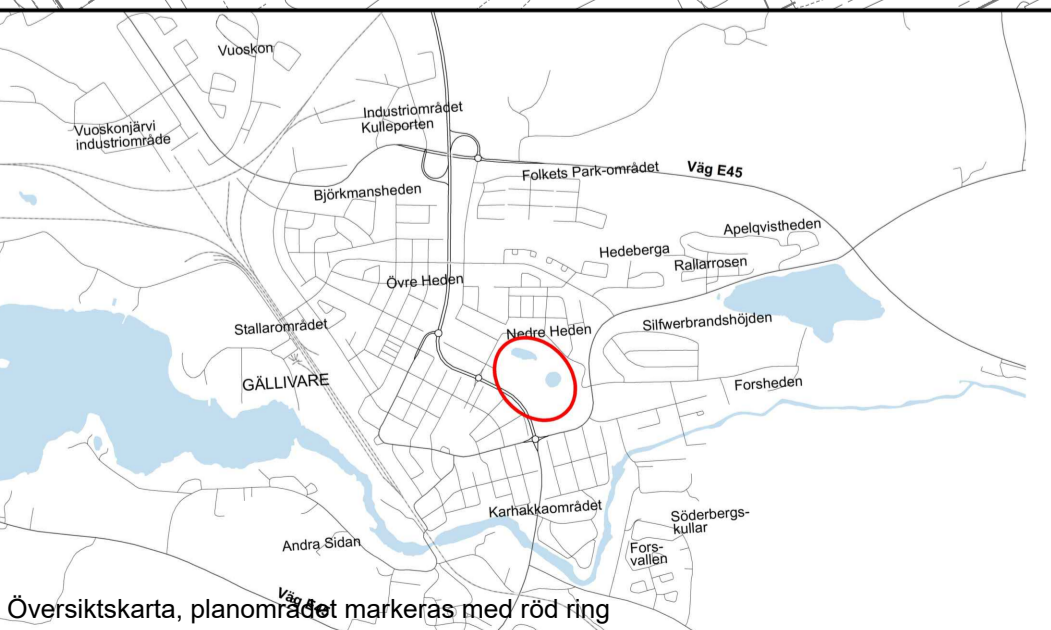 Vuoskon
Vuoskonjärvi
industriområde
Industriområdet
Kulleporten
Folkets Park-området
Väg E45
Björkmansheden
Apelqvistheden
Hedeberga
Rallarrosen
Övre Heden
Stallarområdet
Nedre Heden
Silfwerbrandshöjden
GÄLLIVARE
Forsheden
Karhakkaområdet
Söderbergs-
kullar
Andra Sidan
Fors-
vallen
Väg
Översiktskarta, planområdet markeras med röd ring